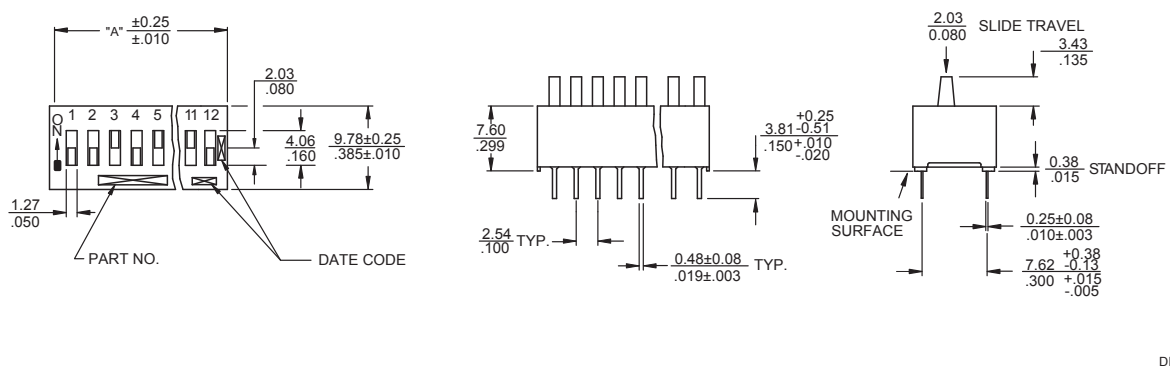 "A" ±0.25
±.010
2.03
.080
O
N
1 2 3 4 5 11 12
4.06
.160
9.78±0.25
.385±.010
1.27
.050
PART NO.
DATE CODE
7.60
.299
3.81 +0.25
-0.51
.150 +.010
-.020
2.54
.100 TYP.
0.48±0.08
.019±.003 TYP.
2.03
0.080 SLIDE TRAVEL
3.43
.135
0.38
.015 STANDOFF
MOUNTING
SURFACE
0.25±0.08
.010±.003
7.62 +0.38
-0.13
.300 +.015
-.005